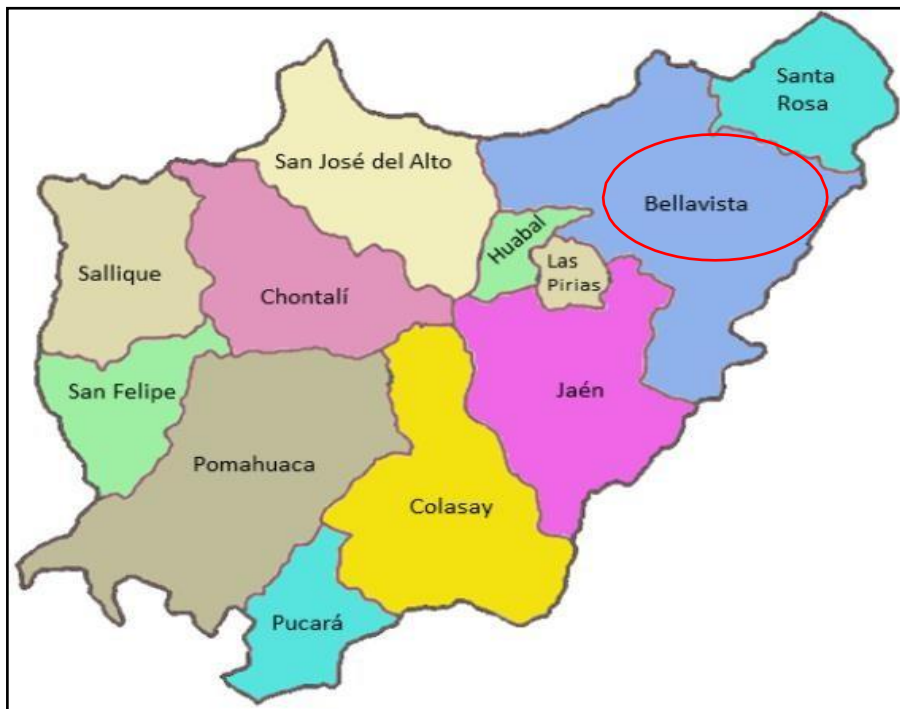 Santa
Rosa
San José del Alto
Bellavista
Huabal
Las
Pirias
Sallique
Chontalí
San Felipe
Jaén
Pomahuaca
Colasay
Pucará